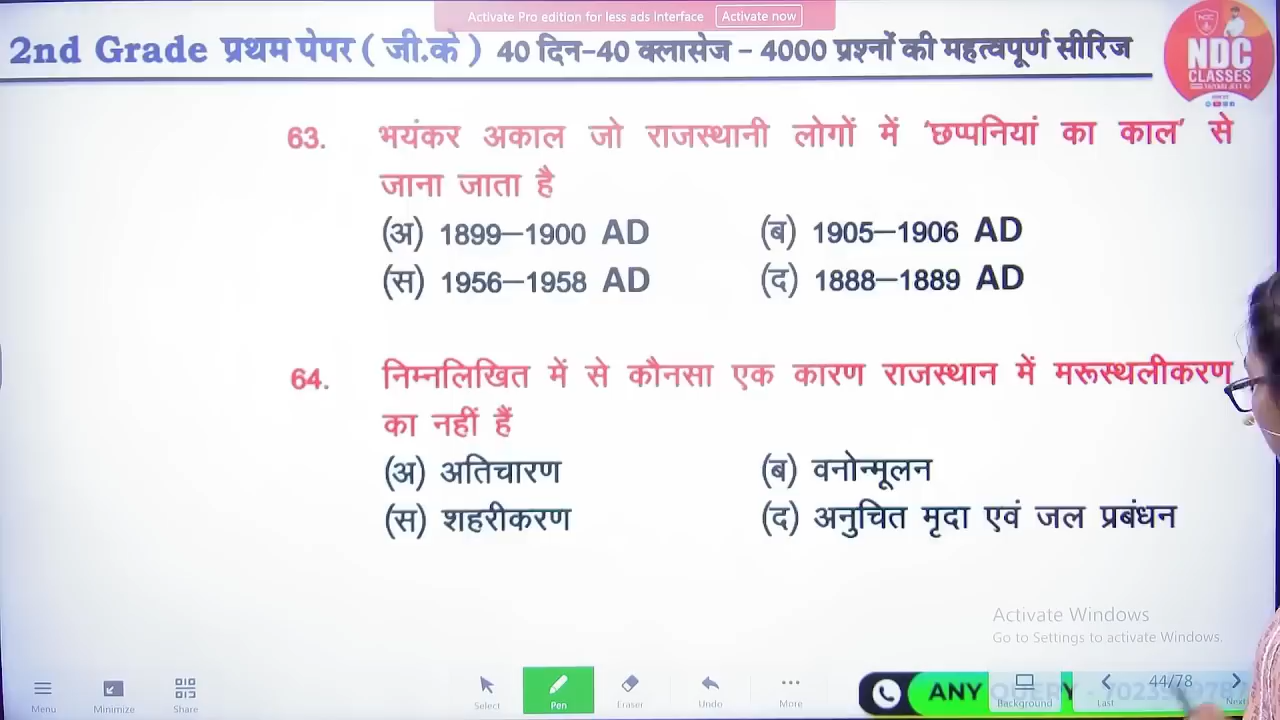 Activate Pro edition for less ads Interface Activate now
2nd Grade प्रथम पेपर ( जी.के ) 40 दिन-40 क्लासेज - 4000 प्रश्नों की महत्वपूर्ण सीरिज
NDC
CLASSES
63. भयंकर अकाल जो राजस्थानी लोगों में 'छप्पनियां का काल' से
जाना जाता है
(अ) 1899–1900 AD (ब) 1905–1906 AD
(स) 1956–1958 AD (द) 1888–1889 AD
64. निम्नलिखित में से कौनसा एक कारण राजस्थान में मरूस्थलीकरण
का नहीं हैं
(अ) अतिचारण (ब) वनोन्मूलन
(स) शहरीकरण (द) अनुचित मृदा एवं जल प्रबंधन
Activate Windows
Go to Settings to activate Windows.
Menu Minimize Share Select Pen Eraser Undo More ANY QUERY Background Last 44/78 Next